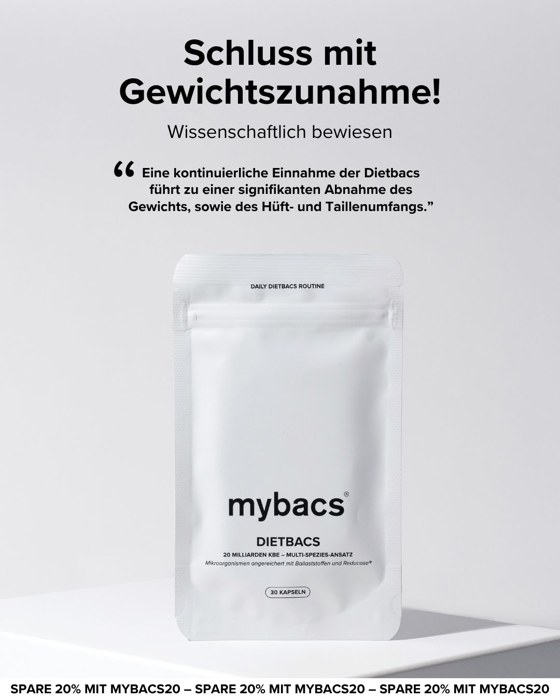 Schluss mit
Gewichtszunahme!
Wissenschaftlich bewiesen
“ Eine kontinuierliche Einnahme der Dietbacs
führt zu einer signifikanten Abnahme des
Gewichts, sowie des Hüft- und Taillenumfangs.”
DAILY DIETBACS ROUTINE
mybacs®
DIETBACS
20 MILLIARDEN KBE – MULTI-SPEZIES-ANSATZ
Mikroorganismen angereichert mit Ballaststoffen und Reducose®
30 KAPSELN
SPARE 20% MIT MYBACS20 – SPARE 20% MIT MYBACS20 – SPARE 20% MIT MYBACS20